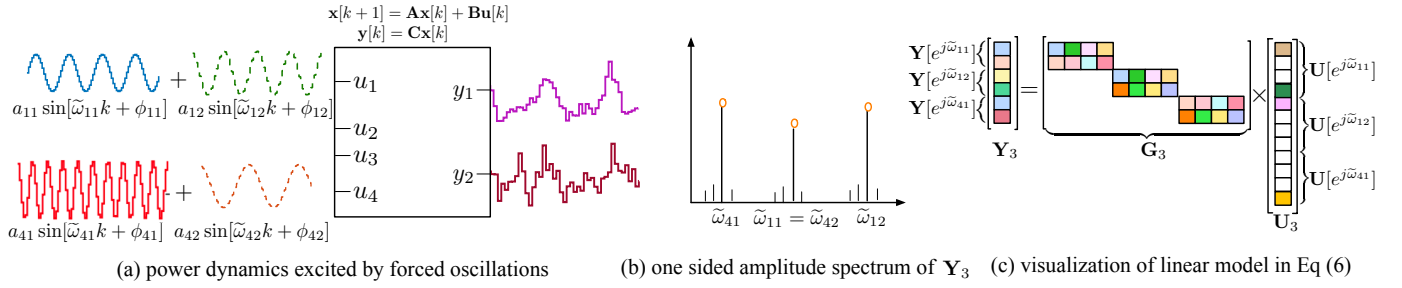 x[k + 1] = Ax[k] + Bu[k]
y[k] = Cx[k]
+
a₁₁ sin[ω̃₁₁k + ϕ₁₁] a₁₂ sin[ω̃₁₂k + ϕ₁₂]
+
a₄₁ sin[ω̃₄₁k + ϕ₄₁] a₄₂ sin[ω̃₄₂k + ϕ₄₂]
u₁
u₂
u₃
u₄
y₁
y₂
(a) power dynamics excited by forced oscillations
ω̃₄₁ ω̃₁₁ = ω̃₄₂ ω̃₁₂
(b) one sided amplitude spectrum of Y₃
Y[e^{jω̃₁₁}]
Y[e^{jω̃₁₂}]
Y[e^{jω̃₄₁}]
Y₃
=
G₃
×
U[e^{jω̃₁₁}]
U[e^{jω̃₁₂}]
U[e^{jω̃₄₁}]
U₃
(c) visualization of linear model in Eq (6)